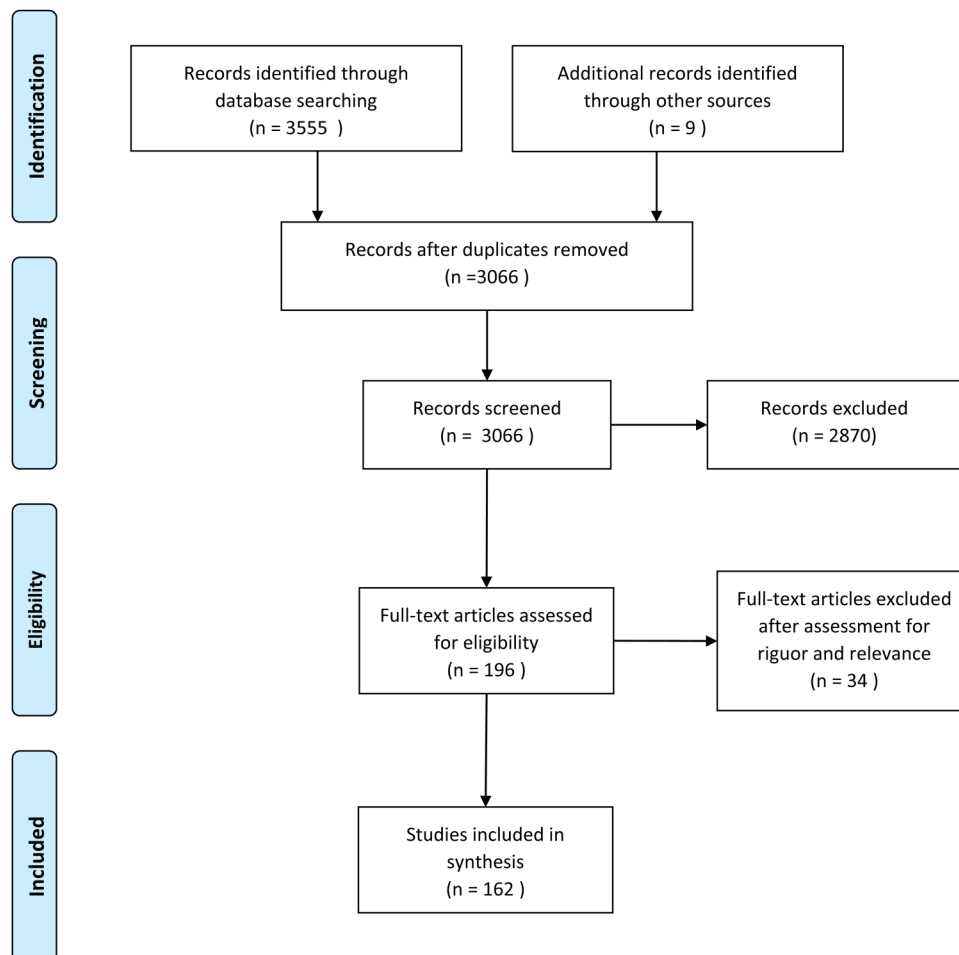 Identification
Records identified through
database searching
(n = 3555  )
Additional records identified
through other sources
(n = 9 )
Records after duplicates removed
(n =3066 )
Screening
Records screened
(n =  3066 )
Records excluded
(n = 2870)
Eligibility
Full-text articles assessed
for eligibility
(n = 196 )
Full-text articles excluded
after assessment for
riguor and relevance
(n = 34 )
Included
Studies included in
synthesis
(n = 162 )